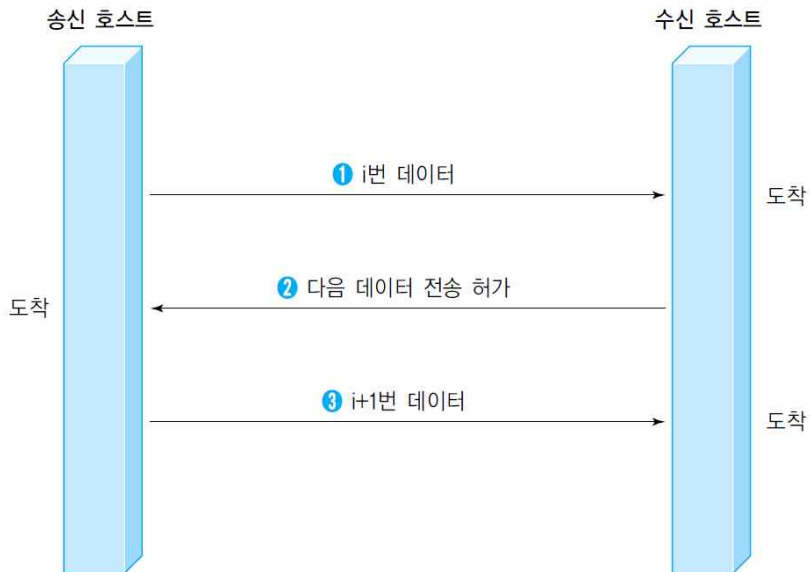 송신 호스트
수신 호스트
❶ i번 데이터
도착
❷ 다음 데이터 전송 허가
도착
❸ i+1번 데이터
도착